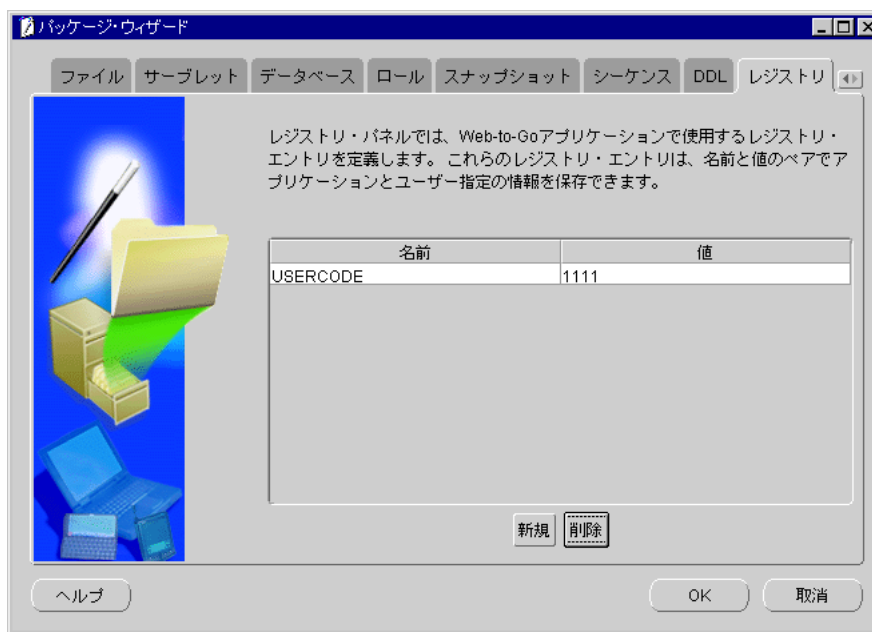 パッケージ・ウィザード
ファイル サーブレット データベース ロール スナップショット シーケンス DDL レジストリ
レジストリ・パネルでは、Web-to-Goアプリケーションで使用するレジストリ・
エントリを定義します。これらのレジストリ・エントリは、名前と値のペアでア
プリケーションとユーザー指定の情報を保存できます。
名前 値
USERCODE 1111
新規 削除
ヘルプ OK 取消